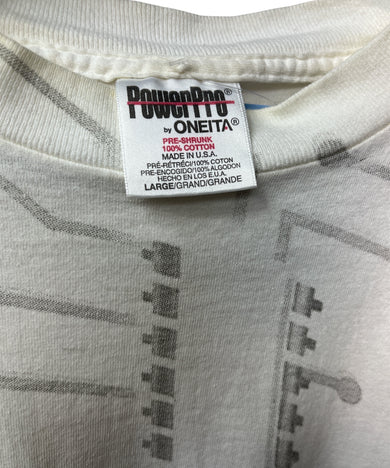 PowerPro®
by ONEITA®
PRE-SHRUNK
100% COTTON
MADE IN U.S.A.
PRÉ-RÉTRÉCI/100% COTON
PRE-ENCOGIDO/100% ALGODON
HECHO EN LOS E.U.A.
LARGE/GRAND/GRANDE